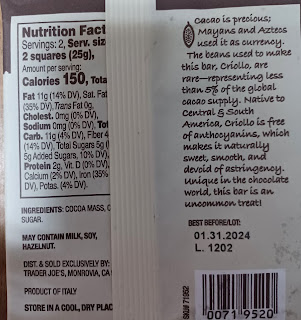 Nutrition Fact
Servings: 2, Serv. size
2 squares (25g),
Amount per serving:
Calories 150, Tota
Fat 11g (14% DV), Sat. Fat
(35% DV), Trans Fat 0g,
Cholest. 0mg (0% DV),
Sodium 0mg (0% DV), Tot
Carb. 11g (4% DV), Fiber 4
(14% DV), Total Sugars 5g (
5g Added Sugars, 10% DV),
Protein 2g, Vit. D (0% DV),
Calcium (2% DV), Iron (35%
DV), Potas. (4% DV).
INGREDIENTS: COCOA MASS, C
SUGAR.
MAY CONTAIN MILK, SOY,
HAZELNUT.
DIST. & SOLD EXCLUSIVELY BY:
TRADER JOE'S, MONROVIA, CA
PRODUCT OF ITALY
STORE IN A COOL, DRY PLAC
Cacao is precious;
Mayans and Aztecs
used it as currency.
The beans used to make
this bar, Criollo, are
rare—representing less
than 5% of the global
cacao supply. Native to
Central & South
America, Criollo is free
of anthocyanins, which
makes it naturally
sweet, smooth, and
devoid of astringency.
Unique in the chocolate
world, this bar is an
uncommon treat!
BEST BEFORE/LOT:
01.31.2024
L. 1202
SKU# 71952
0071 9520